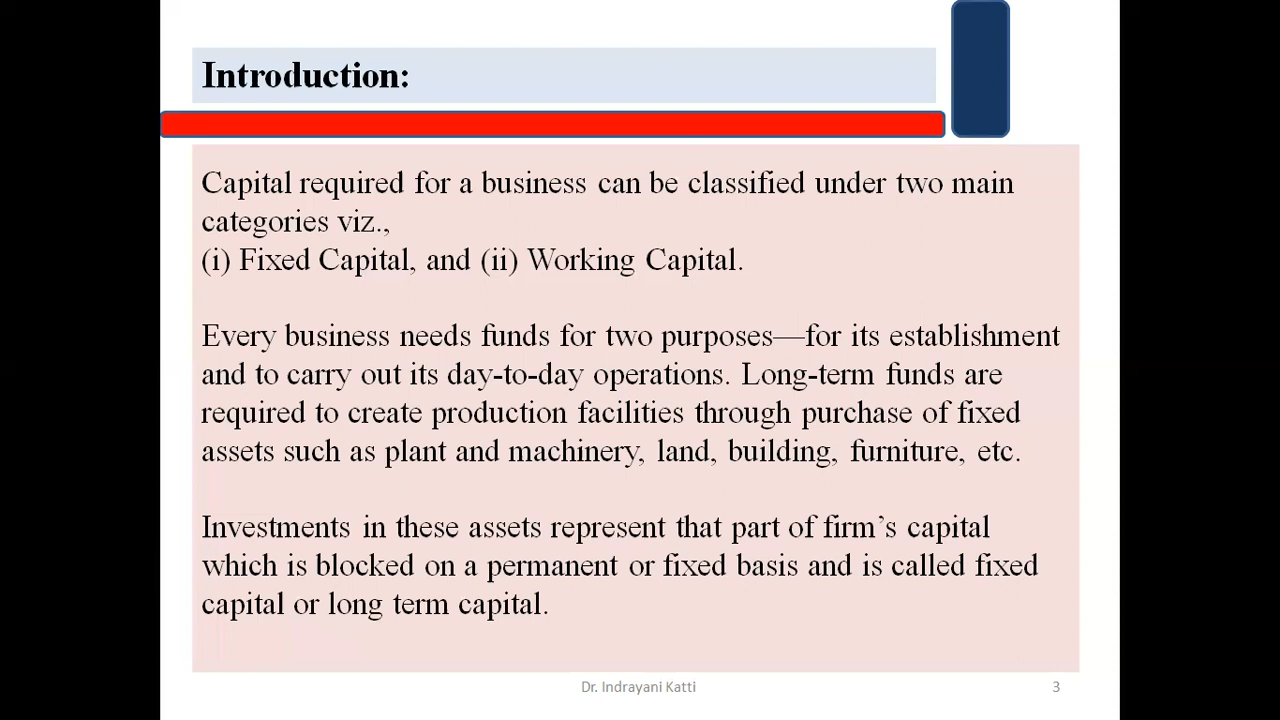 Introduction:
Capital required for a business can be classified under two main
categories viz.,
(i) Fixed Capital, and (ii) Working Capital.
Every business needs funds for two purposes—for its establishment
and to carry out its day-to-day operations. Long-term funds are
required to create production facilities through purchase of fixed
assets such as plant and machinery, land, building, furniture, etc.
Investments in these assets represent that part of firm’s capital
which is blocked on a permanent or fixed basis and is called fixed
capital or long term capital.
Dr. Indrayani Katti
3